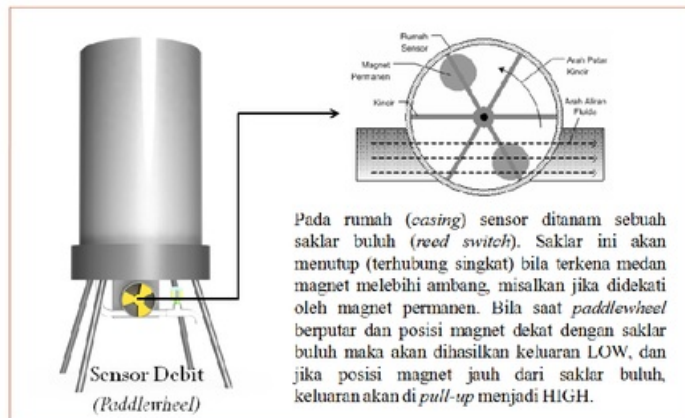 Rumah
Sensor
Magnet
Permanen
Kincir
Arah Putar
Kincir
Arah Aliran
Fluida
Pada rumah (casing) sensor ditanam sebuah
saklar buluh (reed switch). Saklar ini akan
menutup (terhubung singkat) bila terkena medan
magnet melebihi ambang, misalkan jika didekati
oleh magnet permanen. Bila saat paddlewheel
berputar dan posisi magnet dekat dengan saklar
buluh maka akan dihasilkan keluaran LOW, dan
jika posisi magnet jauh dari saklar buluh,
keluaran akan di pull-up menjadi HIGH.
Sensor Debit
(Paddlewheel)